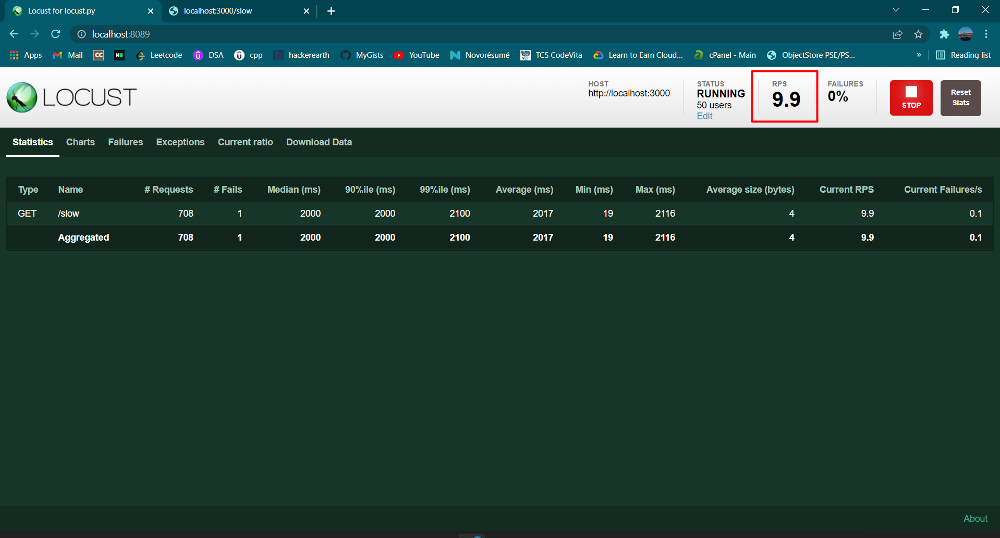 Locust for locust.py
localhost:3000/slow
localhost:8089
Apps Mail CC H Leetcode DSA cpp h hackerearth MyGists YouTube Novorésumé TCS CodeVita Learn to Earn Cloud... cPanel - Main ObjectStore PSE/PS... » Reading list
LOCUST
HOST
http://localhost:3000
STATUS
RUNNING
50 users
Edit
RPS
9.9
FAILURES
0%
STOP
Reset
Stats
Statistics Charts Failures Exceptions Current ratio Download Data
Type Name # Requests # Fails Median (ms) 90%ile (ms) 99%ile (ms) Average (ms) Min (ms) Max (ms) Average size (bytes) Current RPS Current Failures/s
GET /slow 708 1 2000 2000 2100 2017 19 2116 4 9.9 0.1
Aggregated 708 1 2000 2000 2100 2017 19 2116 4 9.9 0.1
About